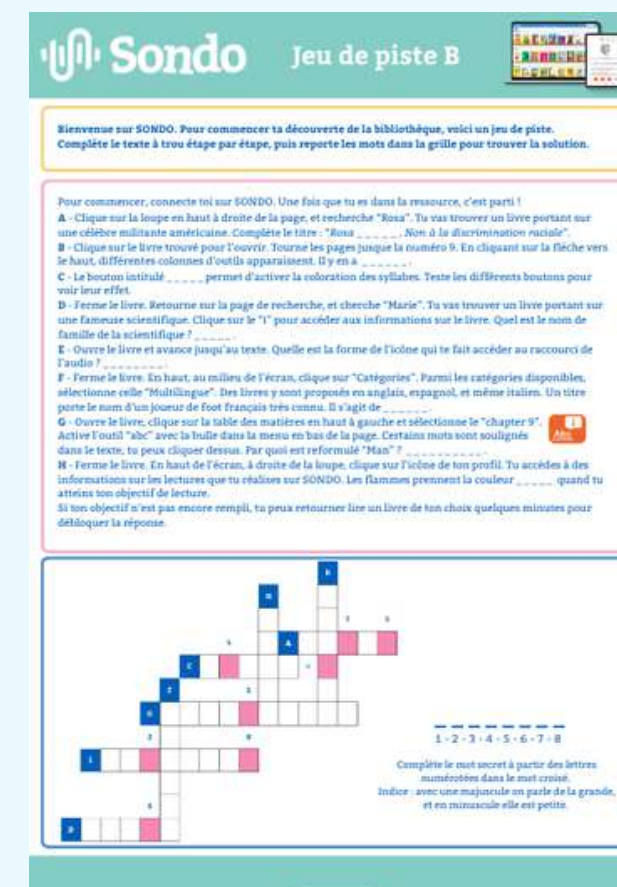 Sondo
Jeu de piste B
Bienvenue sur SONDO. Pour commencer ta découverte de la bibliothèque, voici un jeu de piste.
Complète le texte à trou étape par étape, puis reporte les mots dans la grille pour trouver la solution.
Pour commencer, connecte toi sur SONDO. Une fois que tu es dans la ressource, c'est parti !
A - Clique sur la loupe en haut à droite de la page, et recherche "Rosa". Tu vas trouver un livre portant sur
une célèbre militante américaine. Complète le titre : "Rosa _ _ _ _ _ , Non à la discrimination raciale".
B - Clique sur le livre trouvé pour l'ouvrir. Tourne les pages jusque la numéro 9. En cliquant sur la flèche vers
le haut, différentes colonnes d'outils apparaissent. Il y en a _ _ _ _ _ _ .
C - Le bouton intitulé _ _ _ _ _ permet d'activer la coloration des syllabes. Teste les différents boutons pour
voir leur effet.
D - Ferme le livre. Retourne sur la page de recherche, et cherche "Marie". Tu vas trouver un livre portant sur
une fameuse scientifique. Clique sur le "i" pour accéder aux informations sur le livre. Quel est le nom de
famille de la scientifique ? _ _ _ _ _ .
E - Ouvre le livre et avance jusqu'au texte. Quelle est la forme de l'icône qui te fait accéder au raccourci de
l'audio ? _ _ _ _ _ _ _ .
F - Ferme le livre. En haut, au milieu de l'écran, clique sur "Catégories". Parmi les catégories disponibles,
sélectionne celle "Multilingue". Des livres y sont proposés en anglais, espagnol, et même italien. Un titre
porte le nom d'un joueur de foot français très connu. Il s'agit de _ _ _ _ _ _ .
G - Ouvre le livre, clique sur la table des matières en haut à gauche et sélectionne le "chapter 9".
Active l'outil "abc" avec la bulle dans la menu en bas de la page. Certains mots sont soulignés
dans le texte, tu peux cliquer dessus. Par quoi est reformulé "Man" ? _ _ _ _ _ _ _ _ _ _ .
Abc
H - Ferme le livre. En haut de l'écran, à droite de la loupe, clique sur l'icône de ton profil. Tu accèdes à des
informations sur les lectures que tu réalises sur SONDO. Les flammes prennent la couleur _ _ _ _ _ quand tu
atteins ton objectif de lecture.
Si ton objectif n'est pas encore rempli, tu peux retourner lire un livre de ton choix quelques minutes pour
débloquer la réponse.
1 - 2 - 3 - 4 - 5 - 6 - 7 - 8
Complète le mot secret à partir des lettres
numérotées dans le mot croisé.
Indice : avec une majuscule on parle de la grande,
et en minuscule elle est petite.